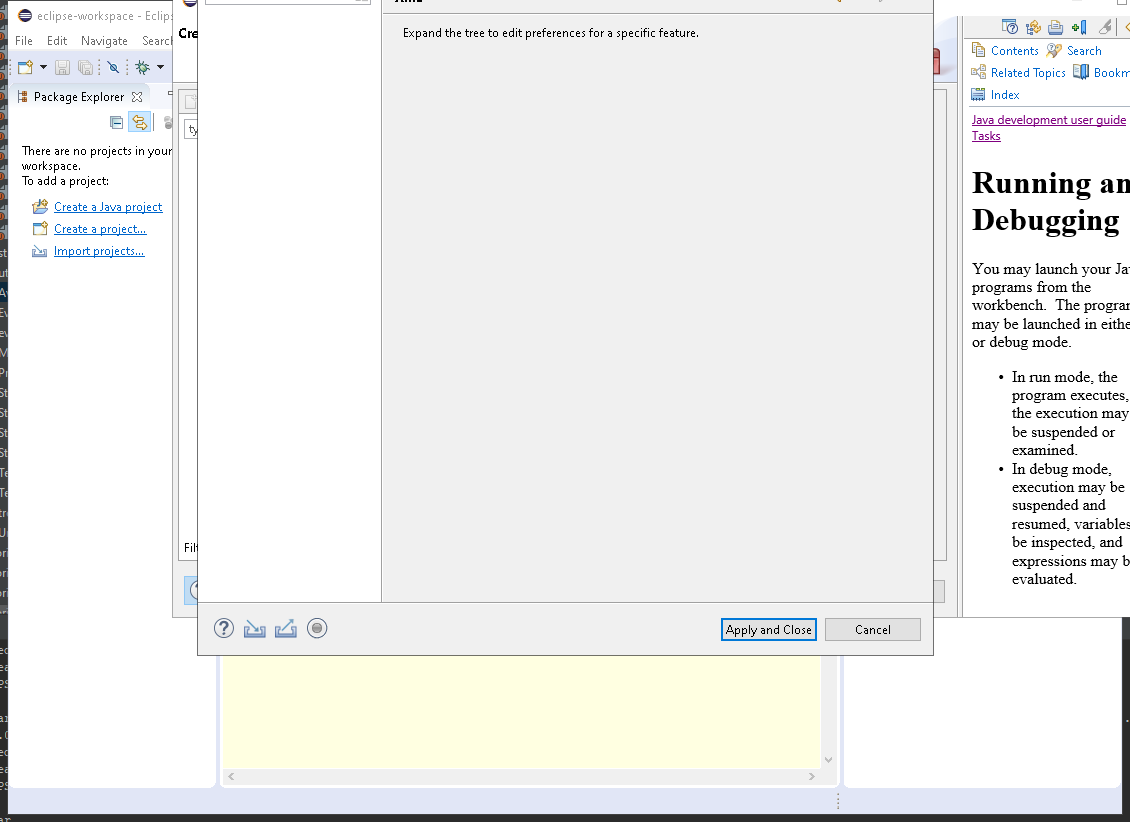 eclipse-workspace - Eclips
File Edit Navigate Search
Package Explorer
There are no projects in your
workspace.
To add a project:
Create a Java project
Create a project...
Import projects...
Cre
ty
Filt
Expand the tree to edit preferences for a specific feature.
Apply and Close
Cancel
Contents Search
Related Topics Bookm
Index
Java development user guide
Tasks
Running an
Debugging
You may launch your Ja
programs from the
workbench. The program
may be launched in eithe
or debug mode.
• In run mode, the
program executes,
the execution may
be suspended or
examined.
• In debug mode,
execution may be
suspended and
resumed, variables
be inspected, and
expressions may b
evaluated.